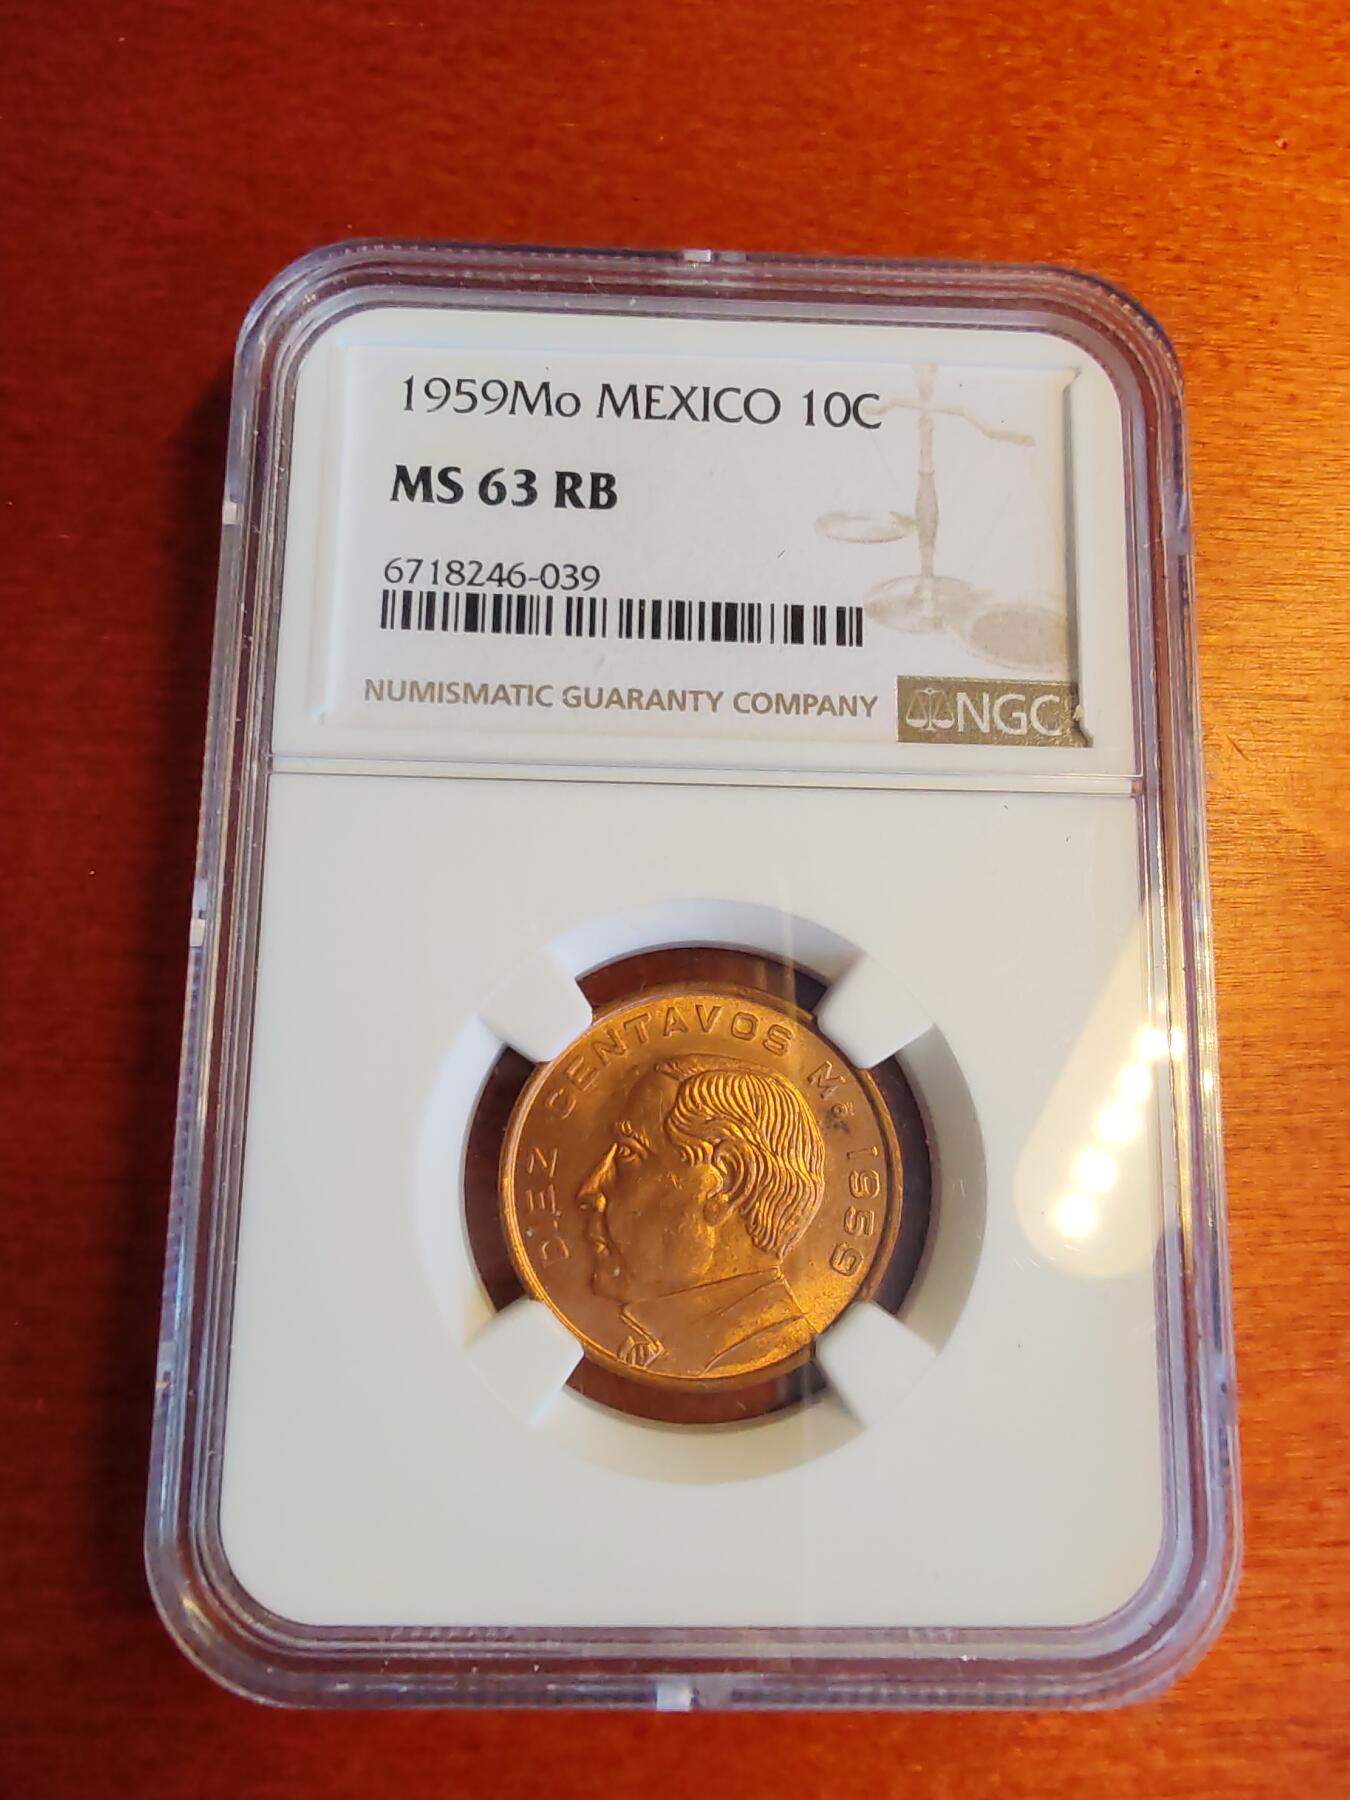 1959Mo MEXICO 10C
MS 63 RB
6718246-039
NUMISMATIC GUARANTY COMPANY
NGC
DIEZ CENTAVOS Mo 1959